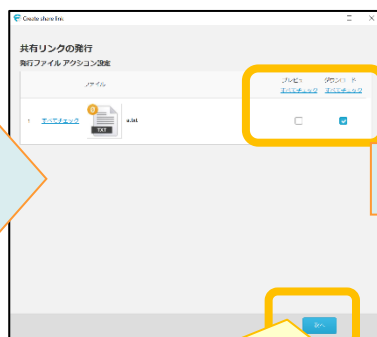 Create share link
共有リンクの発行
発行ファイル アクション設定
ファイル
プレビュー ダウンロード
すべてチェック すべてチェック
1 すべてチェック 0 TXT a.txt
次へ